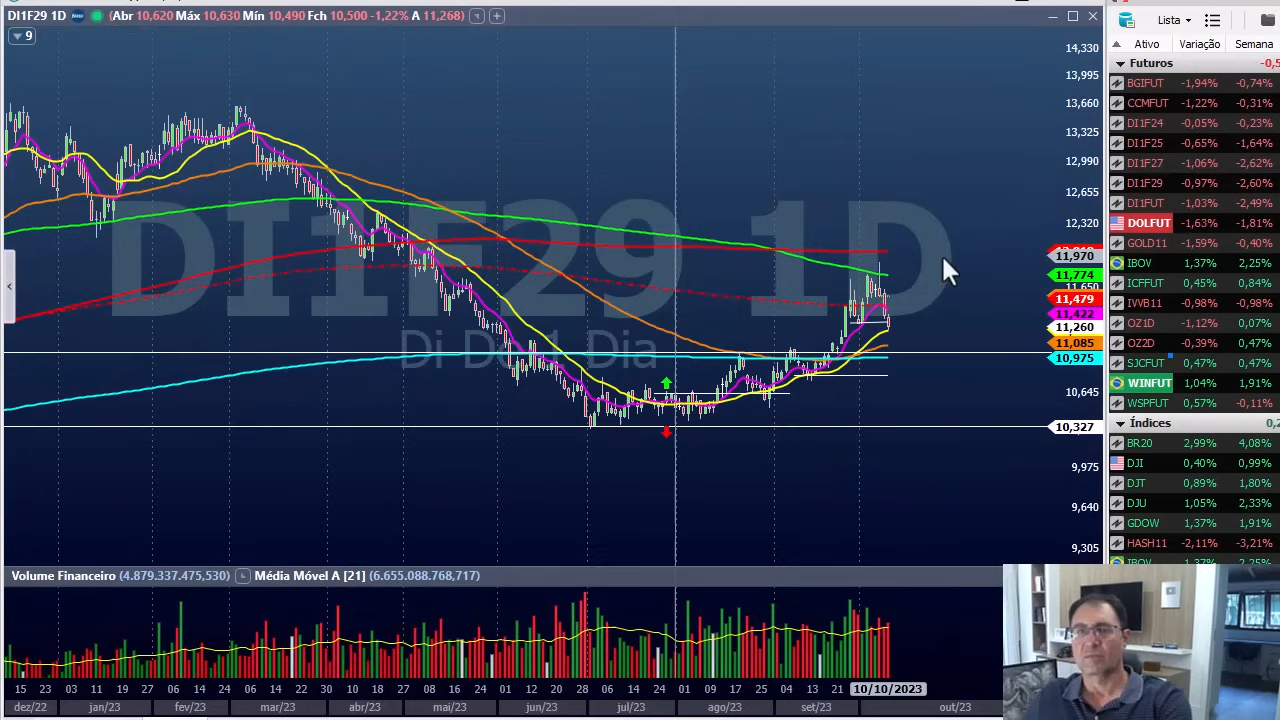 DI1F29 1D (Abr 10,620 Máx 10,630 Mín 10,490 Fch 10,500 -1,22% A 11,268)
9
DI1F29 1D
Di De 1 Dia
14,330
13,995
13,660
13,325
12,990
12,655
12,320
11,970
11,774
11,650
11,479
11,422
11,260
11,085
10,975
10,645
10,327
9,975
9,640
9,305
Volume Financeiro (4.879.337.475,530) Média Móvel A [21] (6.655.088.768,717)
15 23 03 11 19 27 06 14 24 06 14 22 30 10 18 27 08 16 24 01 12 20 28 06 14 24 01 09 17 25 04 13 21 10/10/2023
dez/22 jan/23 fev/23 mar/23 abr/23 mai/23 jun/23 jul/23 ago/23 set/23 out/23
Lista
Ativo Variação Semana
Futuros -0,5
BGIFUT -1,94% -0,74%
CCMFUT -1,22% -0,31%
DI1F24 -0,05% -0,23%
DI1F25 -0,65% -1,64%
DI1F27 -1,06% -2,62%
DI1F29 -0,97% -2,60%
DI1FUT -1,03% -2,49%
DOLFUT -1,53% -1,81%
GOLD11 -1,59% -0,40%
IBOV 1,37% 2,25%
ICFFUT 0,45% 0,84%
IWVB11 -0,98% -0,98%
OZ1D -1,12% 0,07%
OZ2D -0,39% 0,47%
SJCFUT 0,47% 0,47%
WINFUT 1,04% 1,91%
WSPFUT 0,57% -0,11%
Índices 0,2
BR20 2,99% 4,08%
DJI 0,40% 0,99%
DJT 0,89% 1,80%
DJU 1,05% 2,33%
GDOW 1,37% 1,91%
HASH11 -2,11% -3,21%
IBOV 1,37% 2,25%